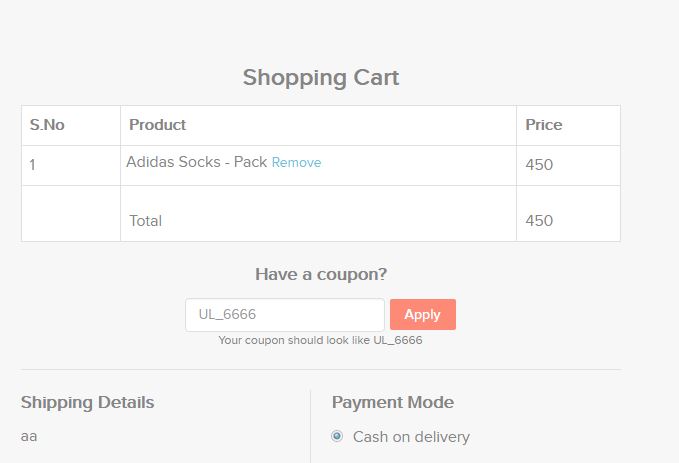 Shopping Cart
S.No Product Price
1 Adidas Socks - Pack Remove 450
Total 450
Have a coupon?
UL_6666 Apply
Your coupon should look like UL_6666
Shipping Details Payment Mode
aa Cash on delivery